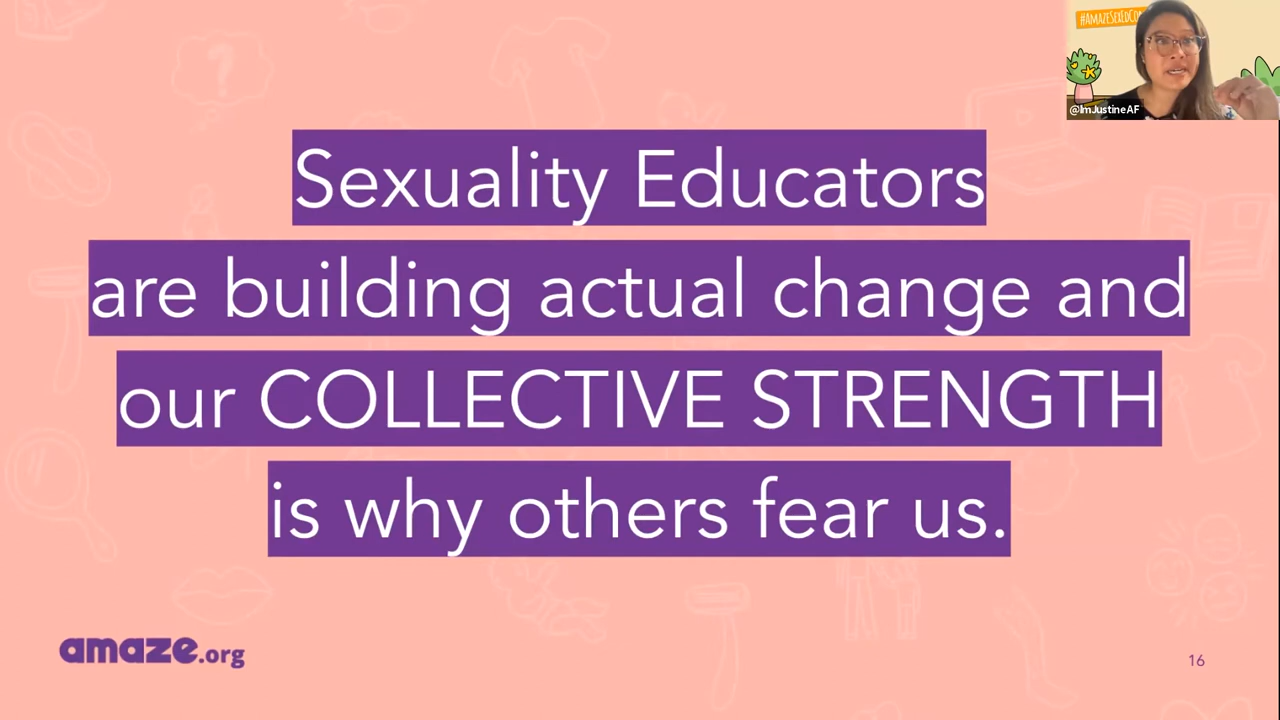 #AMAZESEXEDCO
@ImJustineAF
Sexuality Educators
are building actual change and
our COLLECTIVE STRENGTH
is why others fear us.
amaze.org
16